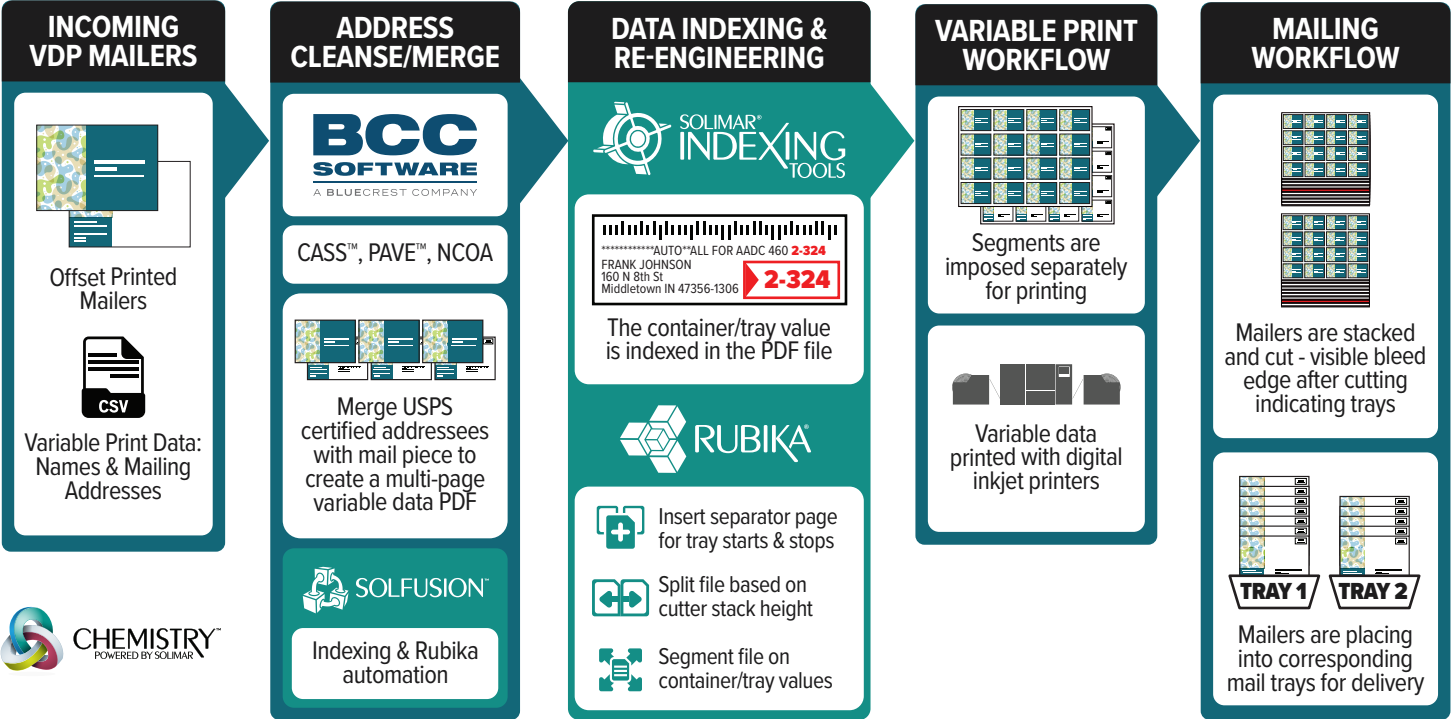 INCOMING
VDP MAILERS
Offset Printed
Mailers
CSV
Variable Print Data:
Names & Mailing
Addresses
CHEMISTRY™
POWERED BY SOLIMAR
ADDRESS
CLEANSE/MERGE
BCC
SOFTWARE
A BLUECREST COMPANY
CASS™, PAVE™, NCOA
Merge USPS
certified addressees
with mail piece to
create a multi-page
variable data PDF
SOLFUSION™
Indexing & Rubika
automation
DATA INDEXING &
RE-ENGINEERING
SOLIMAR®
INDEXING
TOOLS
************AUTO**ALL FOR AADC 460 2-324
FRANK JOHNSON
160 N 8th St
Middletown IN 47356-1306
2-324
The container/tray value
is indexed in the PDF file
RUBIKA®
Insert separator page
for tray starts & stops
Split file based on
cutter stack height
Segment file on
container/tray values
VARIABLE PRINT
WORKFLOW
Segments are
imposed separately
for printing
Variable data
printed with digital
inkjet printers
MAILING
WORKFLOW
Mailers are stacked
and cut - visible bleed
edge after cutting
indicating trays
TRAY 1
TRAY 2
Mailers are placing
into corresponding
mail trays for delivery